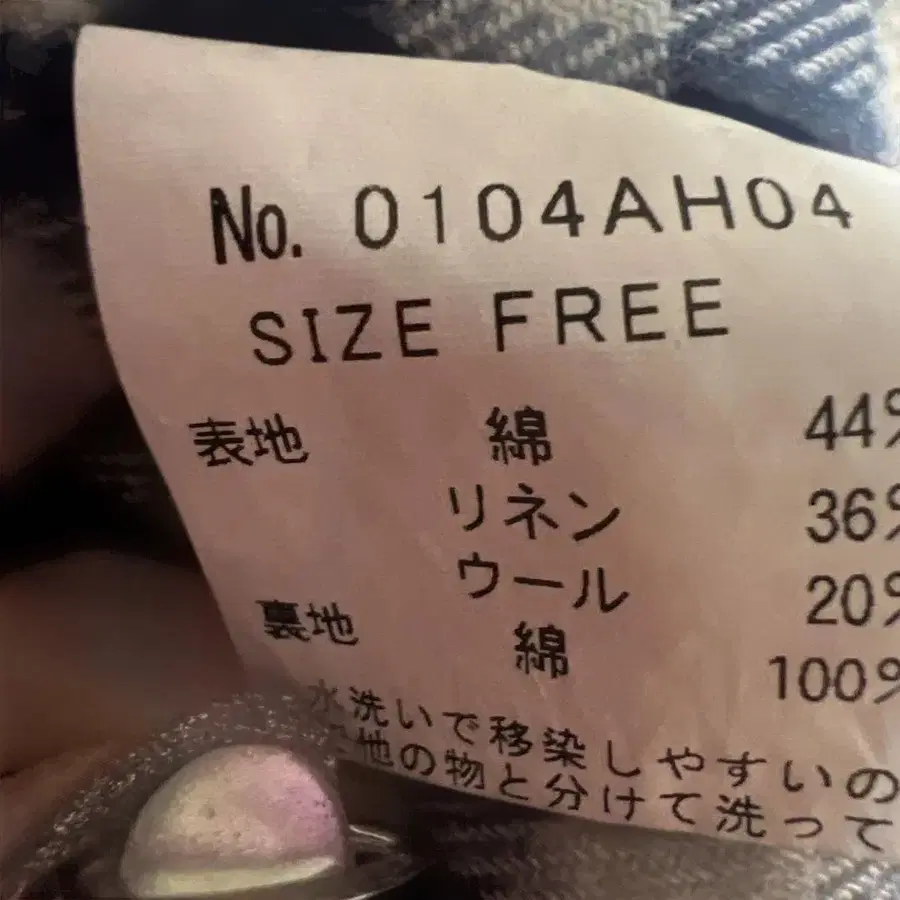 No. 0104AH04
SIZE FREE
表地 綿 44%
リネン 36%
ウール 20%
裏地 綿 100%
水洗いで移染しやすいの
他の物と分けて洗って